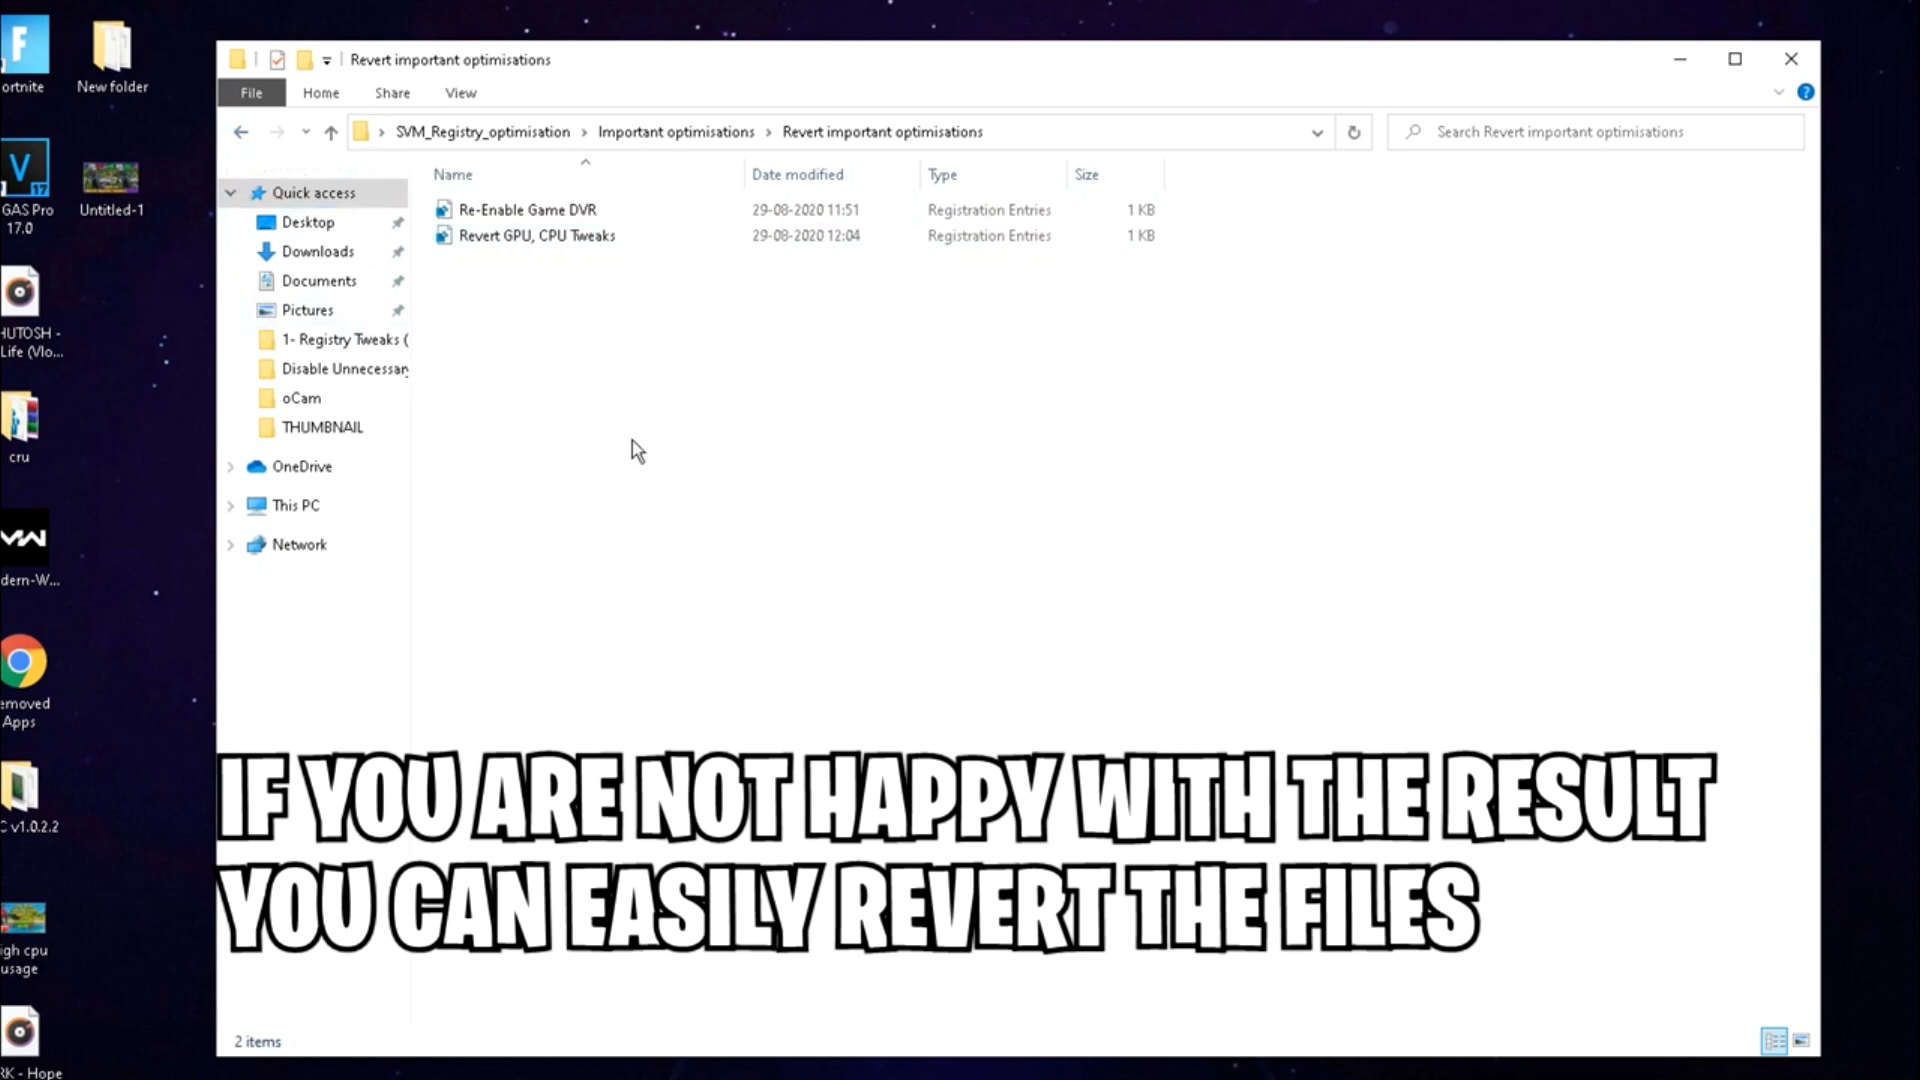 ortnite
New folder
GAS Pro
17.0
17
Untitled-1
HUTOSH -
Life (Vlo...
cru
dern-W...
emoved
Apps
C v1.0.2.2
igh cpu
usage
RK - Hope
Revert important optimisations
File
Home
Share
View
SVM_Registry_optimisation
Important optimisations
Revert important optimisations
Search Revert important optimisations
Quick access
Desktop
Downloads
Documents
Pictures
1- Registry Tweaks (
Disable Unnecessary
oCam
THUMBNAIL
OneDrive
This PC
Network
Name Date modified Type Size
Re-Enable Game DVR 29-08-2020 11:51 Registration Entries 1 KB
Revert GPU, CPU Tweaks 29-08-2020 12:04 Registration Entries 1 KB
IF YOU ARE NOT HAPPY WITH THE RESULT
YOU CAN EASILY REVERT THE FILES
2 items